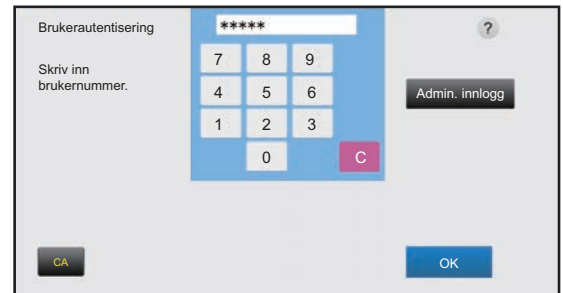 Brukerautentisering
*****
?
Skriv inn
brukernummer.
7 8 9
4 5 6
1 2 3
0 C
Admin. innlogg
CA
OK